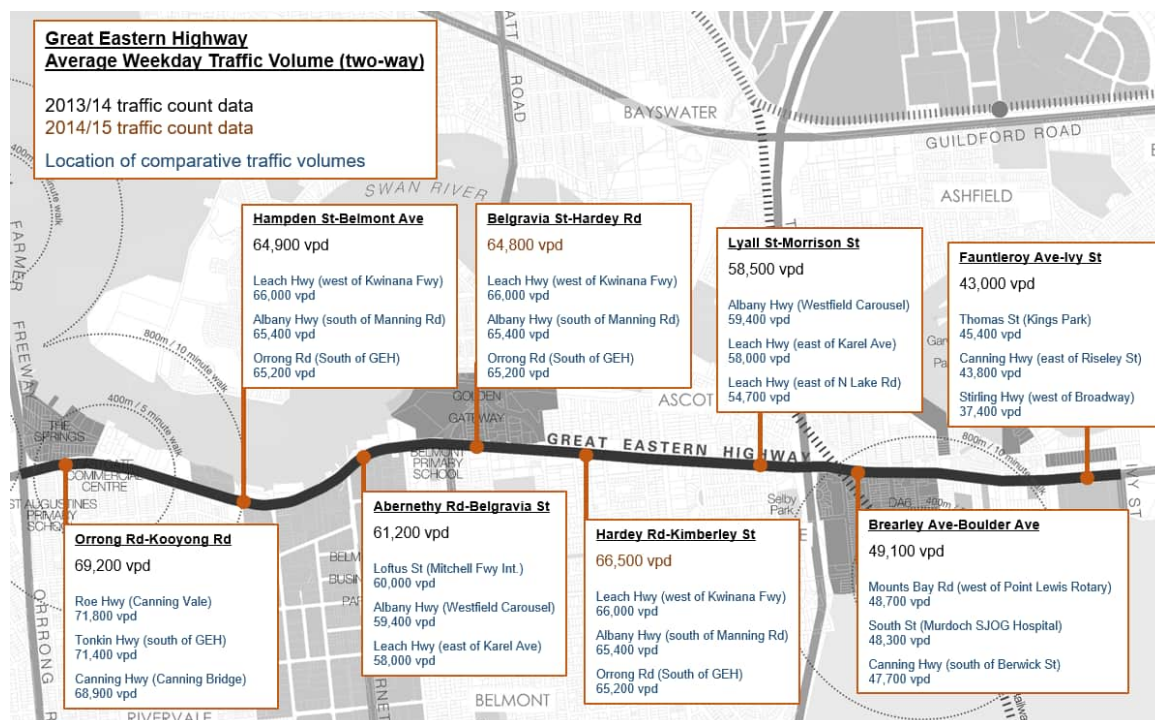 Great Eastern Highway
Average Weekday Traffic Volume (two-way)
2013/14 traffic count data
2014/15 traffic count data
Location of comparative traffic volumes
Hampden St-Belmont Ave
64,900 vpd
Leach Hwy (west of Kwinana Fwy)
66,000 vpd
Albany Hwy (south of Manning Rd)
65,400 vpd
Orrong Rd (South of GEH)
65,200 vpd
Belgravia St-Hardey Rd
64,800 vpd
Leach Hwy (west of Kwinana Fwy)
66,000 vpd
Albany Hwy (south of Manning Rd)
65,400 vpd
Orrong Rd (South of GEH)
65,200 vpd
Lyall St-Morrison St
58,500 vpd
Albany Hwy (Westfield Carousel)
59,400 vpd
Leach Hwy (east of Karel Ave)
58,000 vpd
Leach Hwy (east of N Lake Rd)
54,700 vpd
Fauntleroy Ave-Ivy St
43,000 vpd
Thomas St (Kings Park)
45,400 vpd
Canning Hwy (east of Riseley St)
43,800 vpd
Stirling Hwy (west of Broadway)
37,400 vpd
Orrong Rd-Kooyong Rd
69,200 vpd
Roe Hwy (Canning Vale)
71,800 vpd
Tonkin Hwy (south of GEH)
71,400 vpd
Canning Hwy (Canning Bridge)
68,900 vpd
Abernethy Rd-Belgravia St
61,200 vpd
Loftus St (Mitchell Fwy Int.)
60,000 vpd
Albany Hwy (Westfield Carousel)
59,400 vpd
Leach Hwy (east of Karel Ave)
58,000 vpd
Hardey Rd-Kimberley St
66,500 vpd
Leach Hwy (west of Kwinana Fwy)
66,000 vpd
Albany Hwy (south of Manning Rd)
65,400 vpd
Orrong Rd (South of GEH)
65,200 vpd
Brearley Ave-Boulder Ave
49,100 vpd
Mounts Bay Rd (west of Point Lewis Rotary)
48,700 vpd
South St (Murdoch SJOG Hospital)
48,300 vpd
Canning Hwy (south of Berwick St)
47,700 vpd
ROAD
BAYSWATER
GUILDFORD ROAD
ASHFIELD
SWAN RIVER
FARMER
FREEWAY
400m / 5 minute walk
800m / 10 minute walk
THE
SPRINGS
COMMERCIAL
CENTRE
ST AUGUSTINES
PRIMARY
GOLDEN
GATEWAY
BELMONT
PRIMARY
SCHOOL
ASCOT
GREAT EASTERN HIGHWAY
800m / 10 minute walk
Selby
Park
IVY ST
BELMONT
RIVERVALE